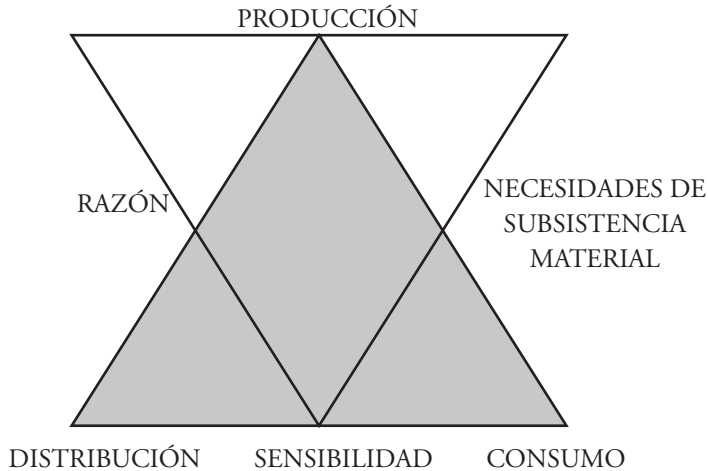 PRODUCCIÓN
RAZÓN
NECESIDADES DE
SUBSISTENCIA
MATERIAL
DISTRIBUCIÓN
SENSIBILIDAD
CONSUMO